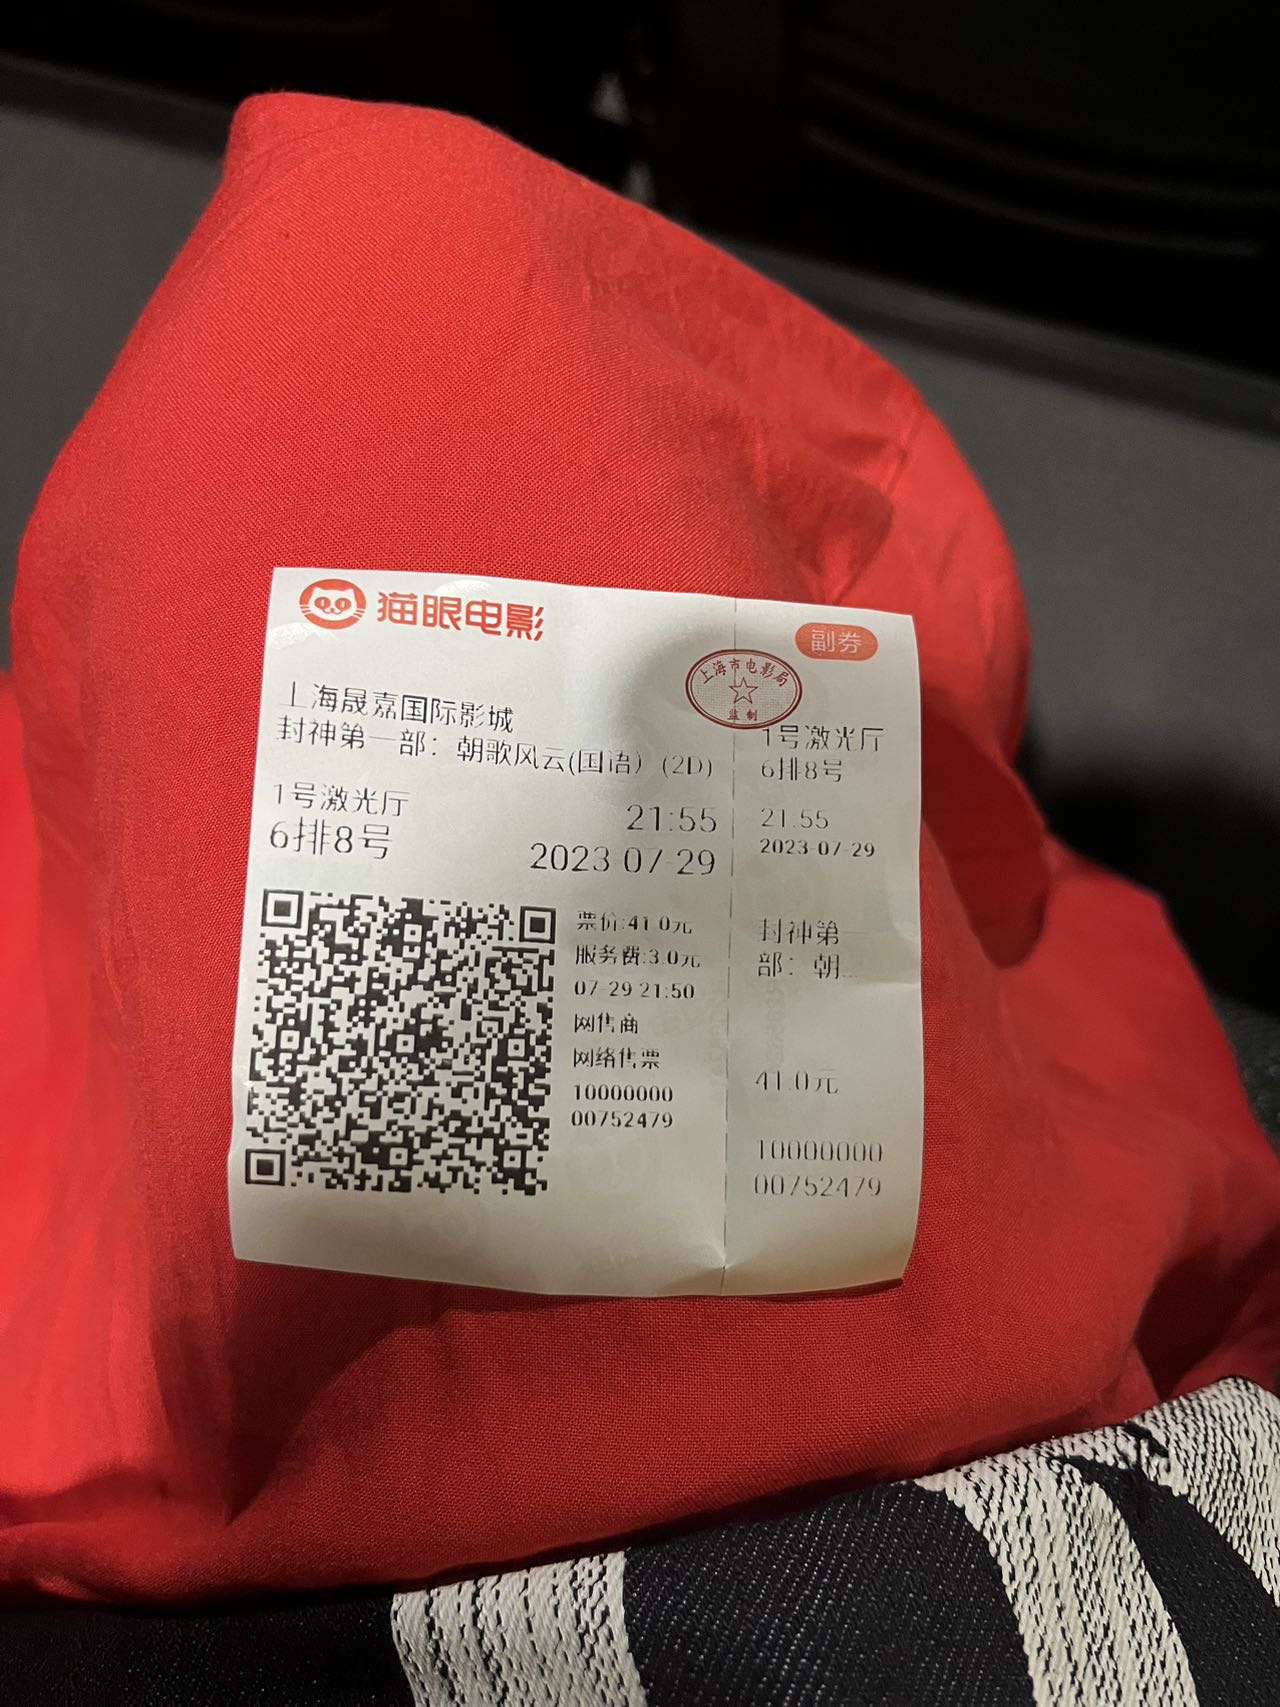 猫眼电影
上海晟嘉国际影城
封神第一部：朝歌风云(国语) (2D)
1号激光厅
6排8号
21:55
2023-07-29
票价:41.0元
服务费:3.0元
07-29 21:50
网售商
网络售票
10000000
00752479
副券
上海市电影局
监制
1号激光厅
6排8号
21:55
2023-07-29
封神第一
部：朝...
41.0元
10000000
00752479